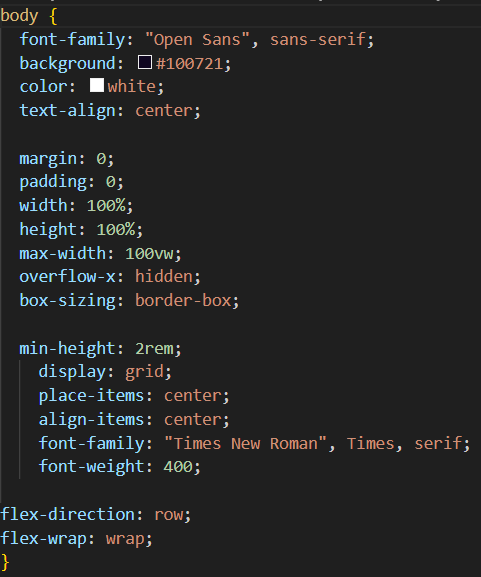 body {
font-family: "Open Sans", sans-serif;
background: #100721;
color: white;
text-align: center;
margin: 0;
padding: 0;
width: 100%;
height: 100%;
max-width: 100vw;
overflow-x: hidden;
box-sizing: border-box;
min-height: 2rem;
display: grid;
place-items: center;
align-items: center;
font-family: "Times New Roman", Times, serif;
font-weight: 400;
flex-direction: row;
flex-wrap: wrap;
}